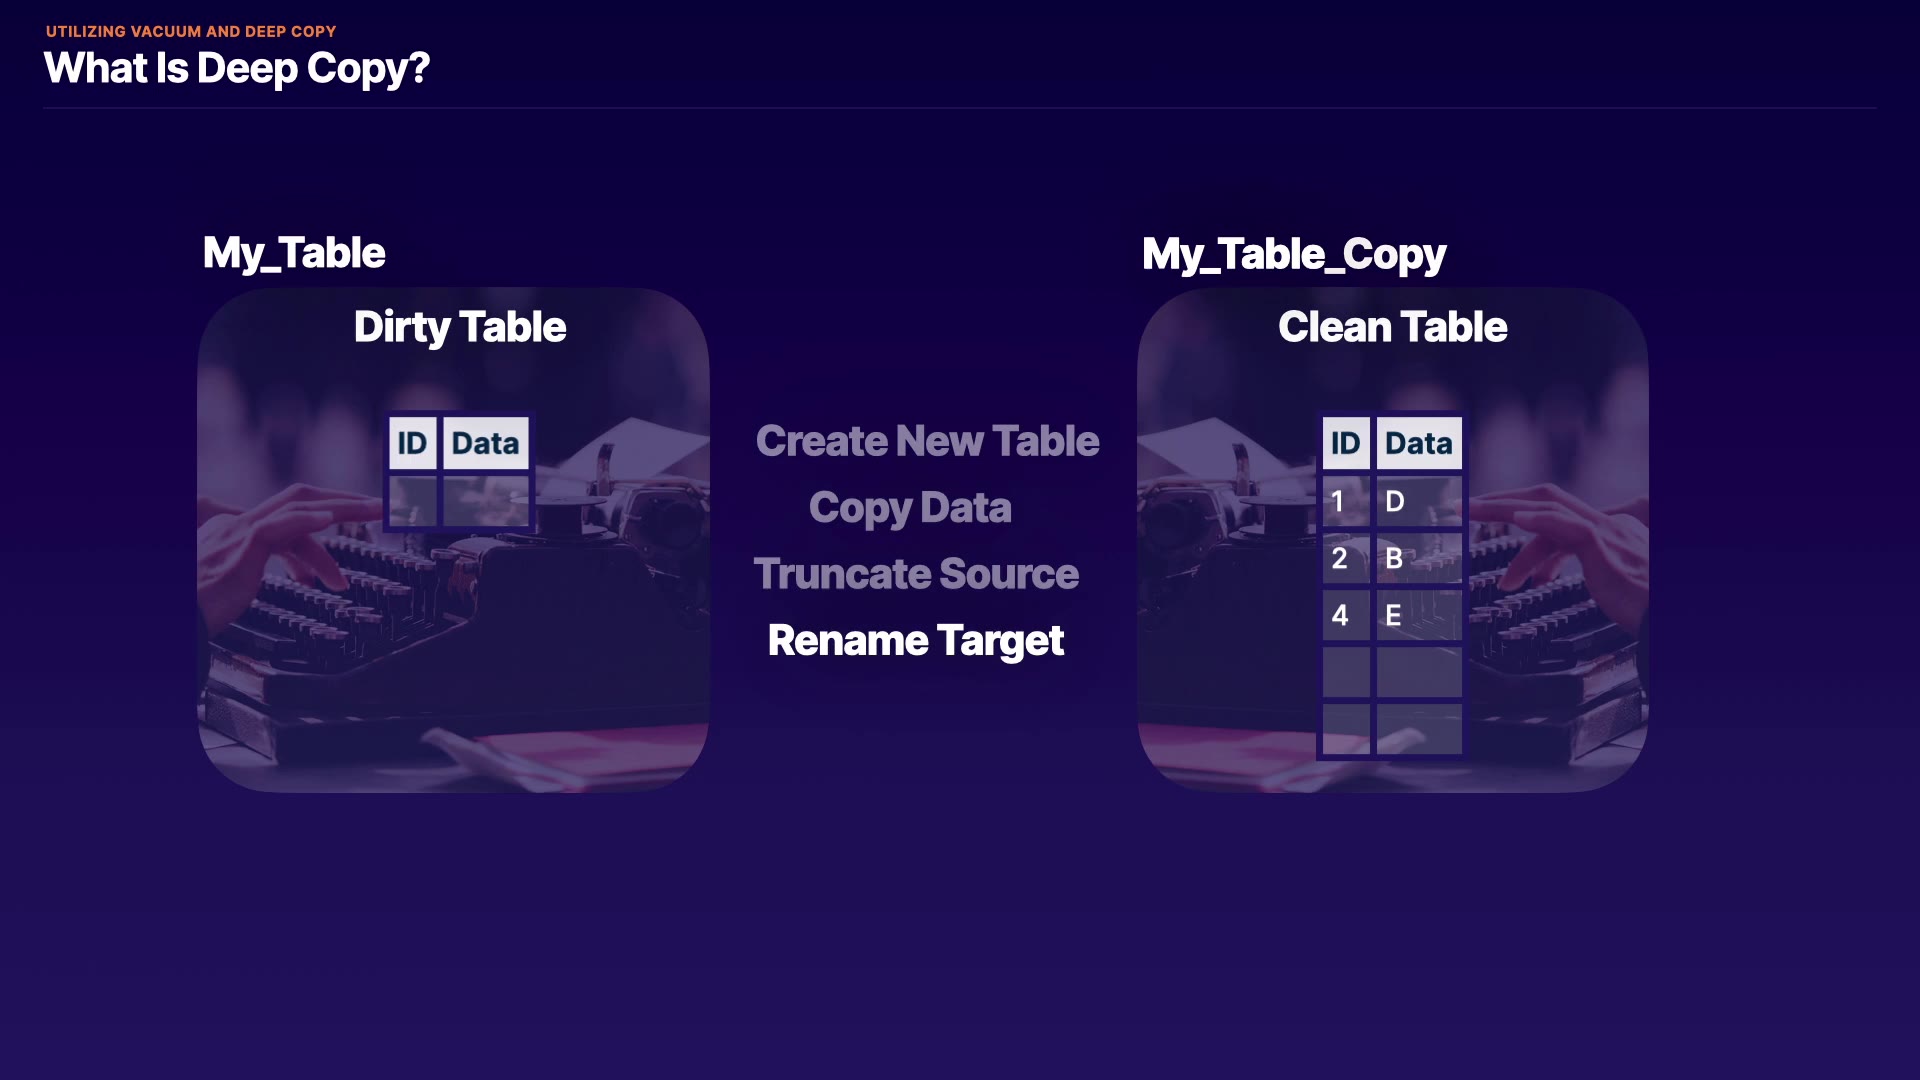 UTILIZING VACUUM AND DEEP COPY
What Is Deep Copy?
My_Table
Dirty Table
ID Data
Create New Table
Copy Data
Truncate Source
Rename Target
My_Table_Copy
Clean Table
ID Data
1 D
2 B
4 E